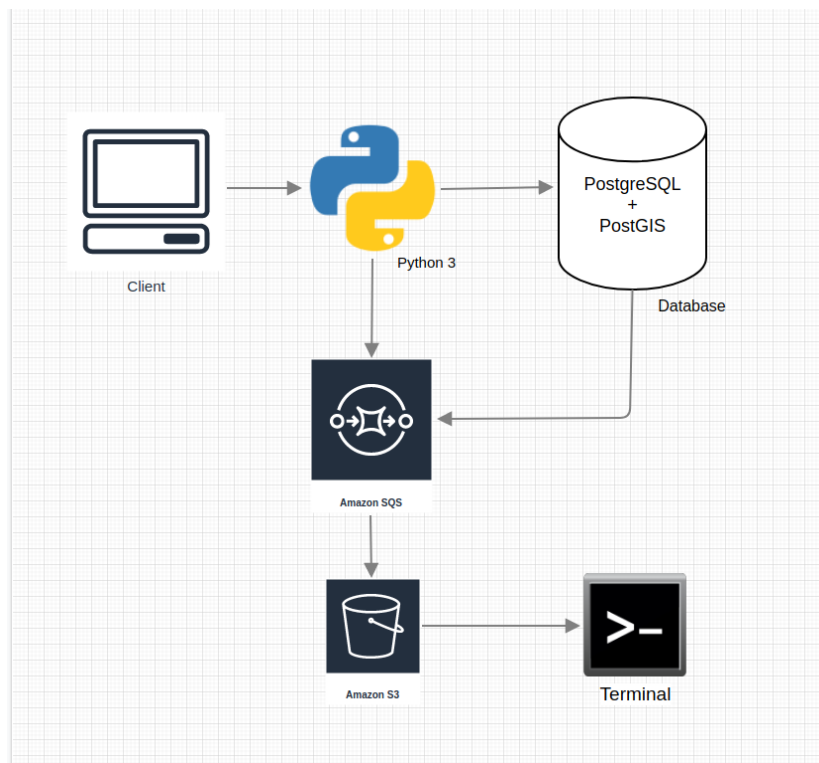 PostgreSQL
+
PostGIS
Python 3
Client
Database
Amazon SQS
Amazon S3
Terminal